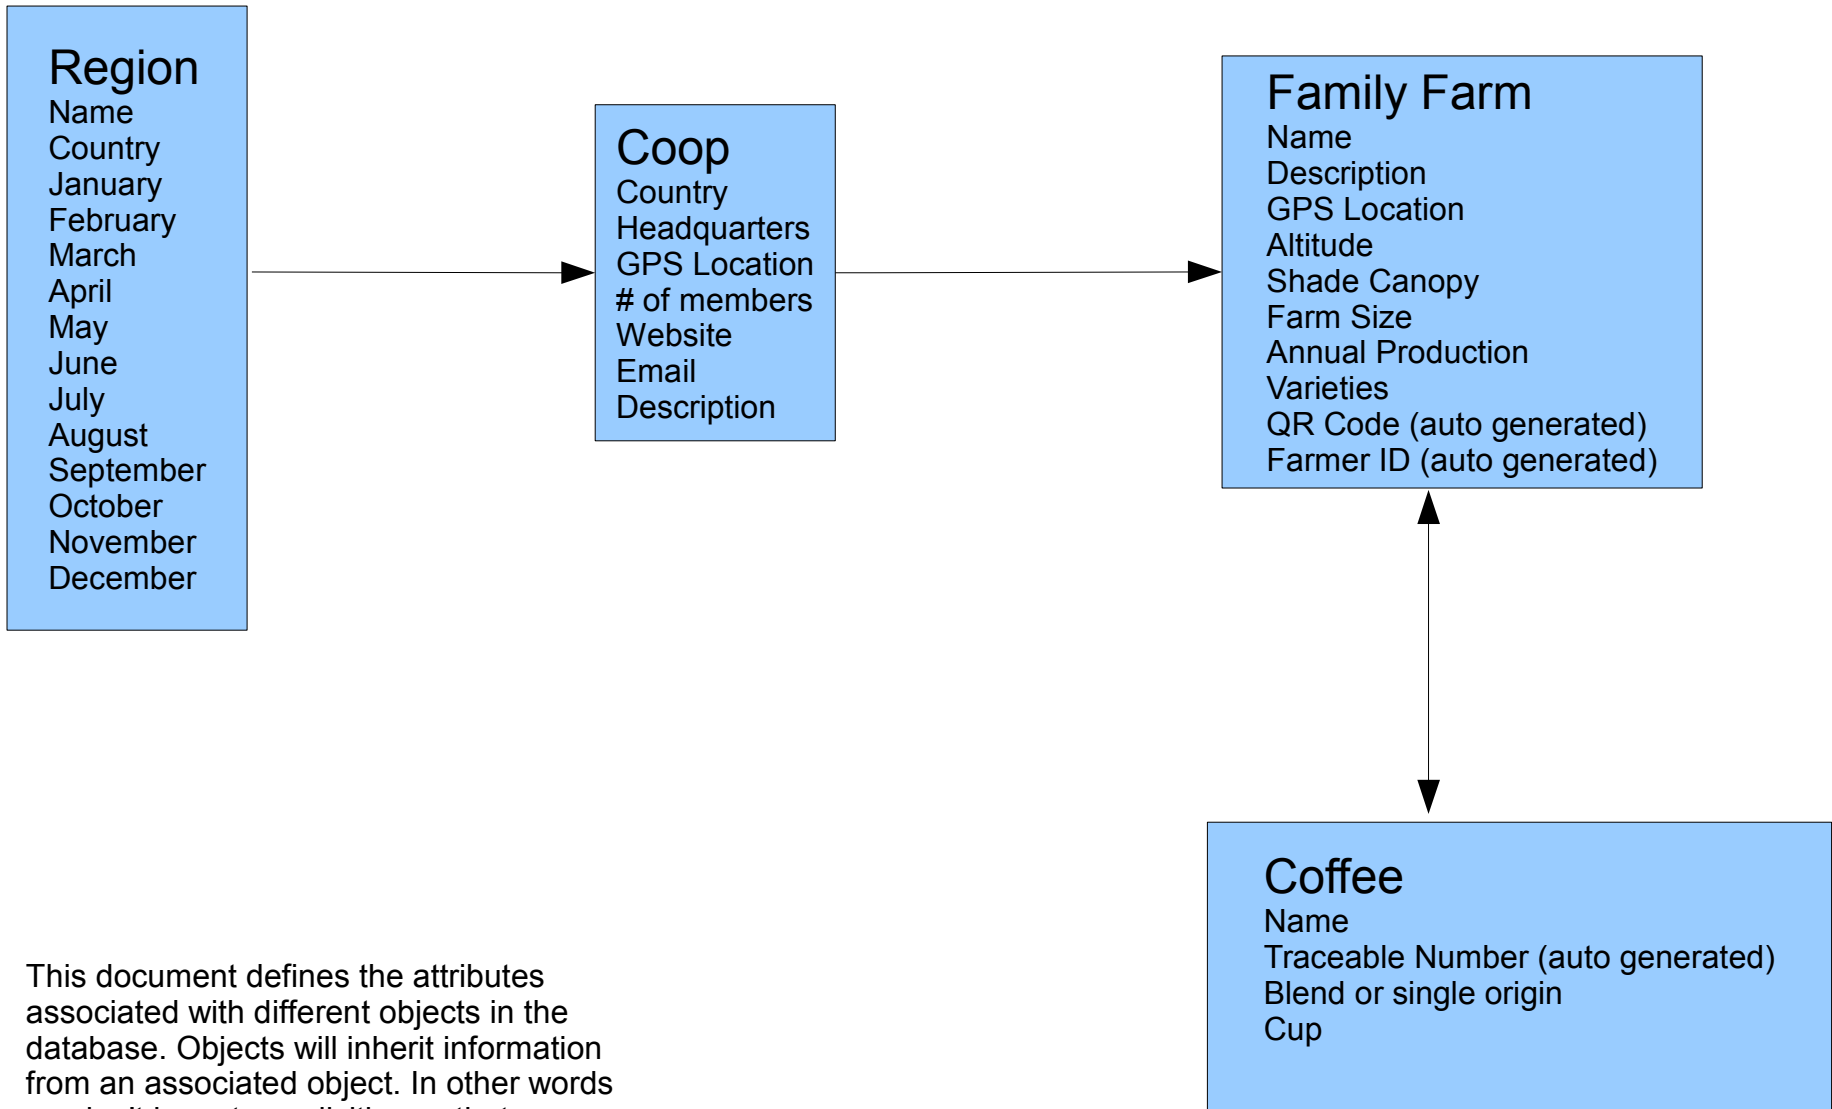 Region
Name
Country
January
February
March
April
May
June
July
August
September
October
November
December
Coop
Country
Headquarters
GPS Location
# of members
Website
Email
Description
Family Farm
Name
Description
GPS Location
Altitude
Shade Canopy
Farm Size
Annual Production
Varieties
QR Code (auto generated)
Farmer ID (auto generated)
Coffee
Name
Traceable Number (auto generated)
Blend or single origin
Cup
This document defines the attributes
associated with different objects in the
database. Objects will inherit information
from an associated object. In other words